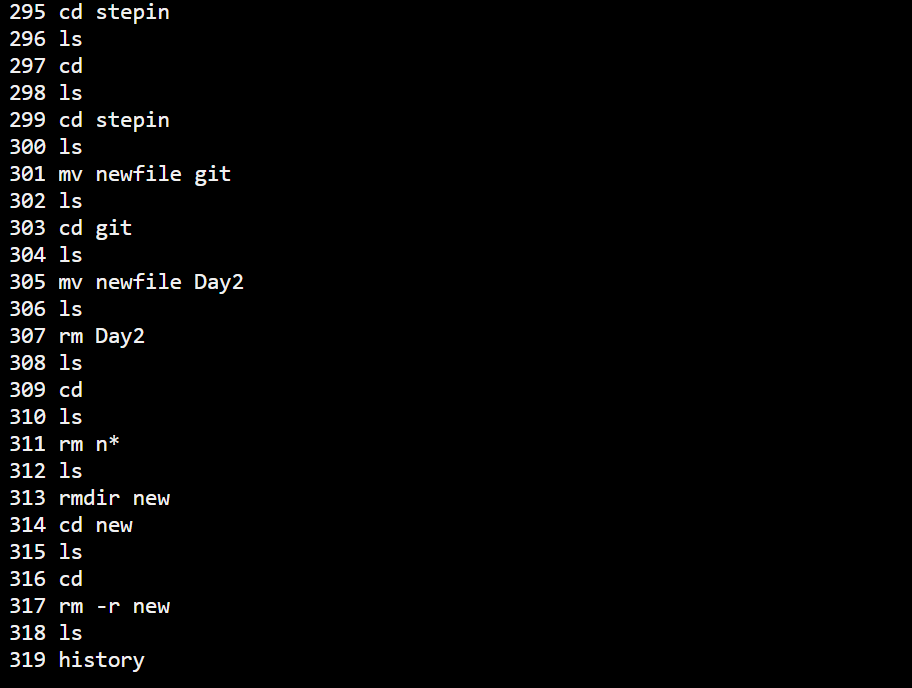 295 cd stepin
296 ls
297 cd
298 ls
299 cd stepin
300 ls
301 mv newfile git
302 ls
303 cd git
304 ls
305 mv newfile Day2
306 ls
307 rm Day2
308 ls
309 cd
310 ls
311 rm n*
312 ls
313 rmdir new
314 cd new
315 ls
316 cd
317 rm -r new
318 ls
319 history